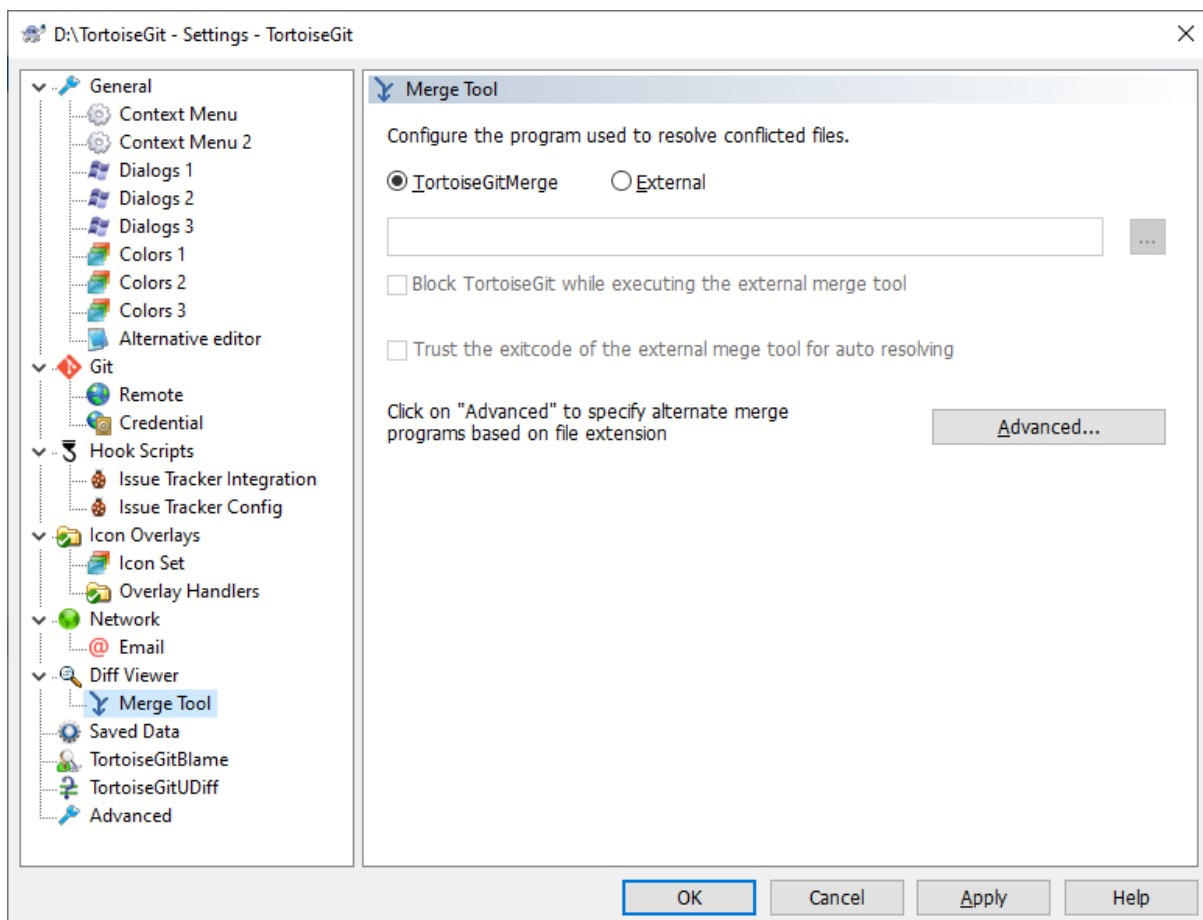 D:\TortoiseGit - Settings - TortoiseGit
General
Context Menu
Context Menu 2
Dialogs 1
Dialogs 2
Dialogs 3
Colors 1
Colors 2
Colors 3
Alternative editor
Git
Remote
Credential
Hook Scripts
Issue Tracker Integration
Issue Tracker Config
Icon Overlays
Icon Set
Overlay Handlers
Network
@ Email
Diff Viewer
Merge Tool
Saved Data
TortoiseGitBlame
TortoiseGitUDiff
Advanced
Merge Tool
Configure the program used to resolve conflicted files.
TortoiseGitMerge External
...
Block TortoiseGit while executing the external merge tool
Trust the exitcode of the external mege tool for auto resolving
Click on "Advanced" to specify alternate merge
programs based on file extension
Advanced...
OK Cancel Apply Help